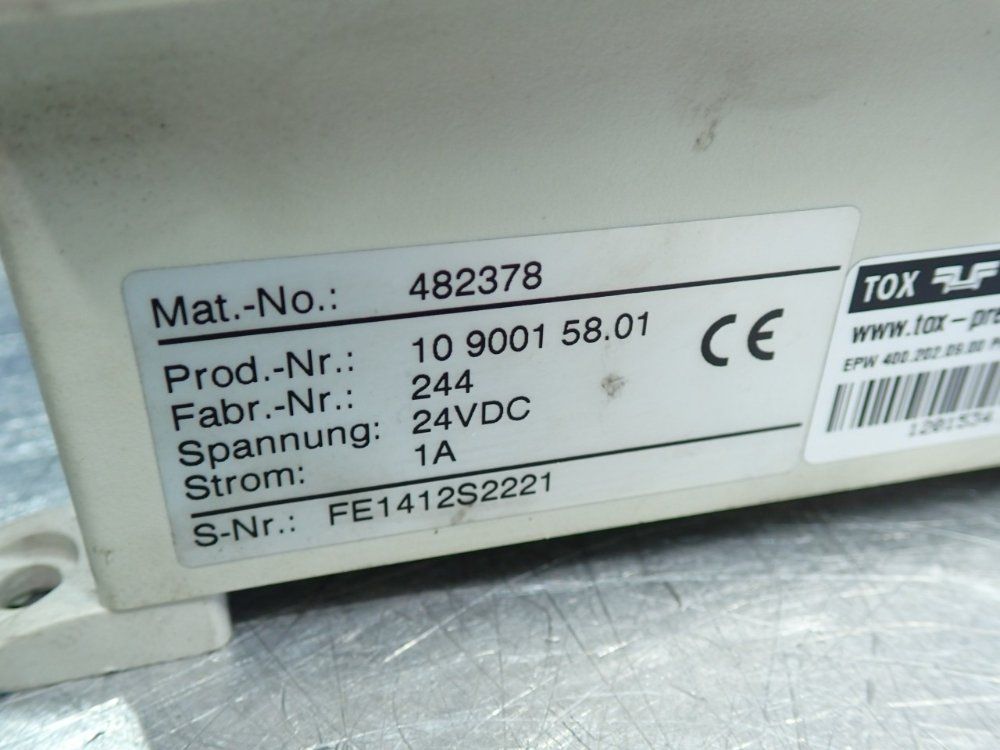 Mat.-No.: 482378
Prod.-Nr.: 10 9001 58.01
Fabr.-Nr.: 244
Spannung: 24VDC
Strom: 1A
S-Nr.: FE1412S2221
CE
TOX
www.tox-pre
EPW 400.202.09.00
1201534